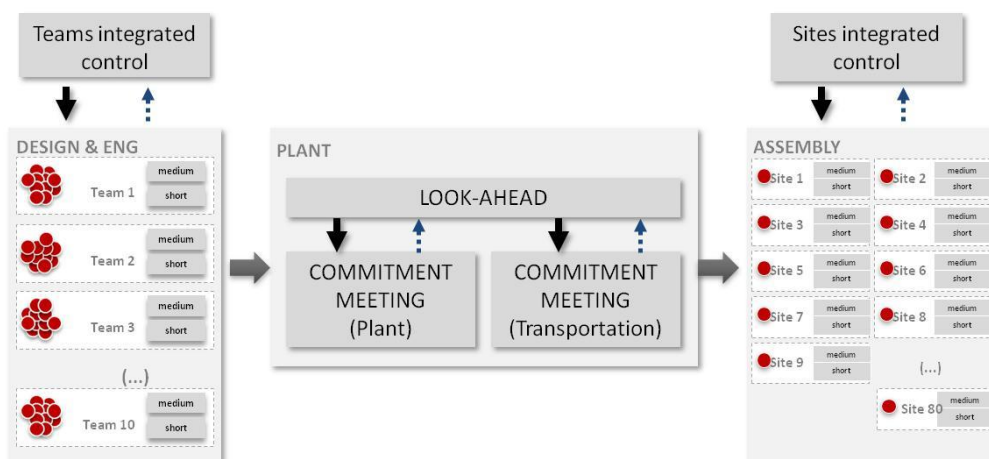 Teams integrated
control
DESIGN & ENG
Team 1
medium
short
Team 2
medium
short
Team 3
medium
short
(...)
Team 10
medium
short
PLANT
LOOK-AHEAD
COMMITMENT
MEETING
(Plant)
COMMITMENT
MEETING
(Transportation)
Sites integrated
control
ASSEMBLY
Site 1
medium
short
Site 2
medium
short
Site 3
medium
short
Site 4
medium
short
Site 5
medium
short
Site 6
medium
short
Site 7
medium
short
Site 8
medium
short
Site 9
medium
short
(...)
Site 80
medium
short